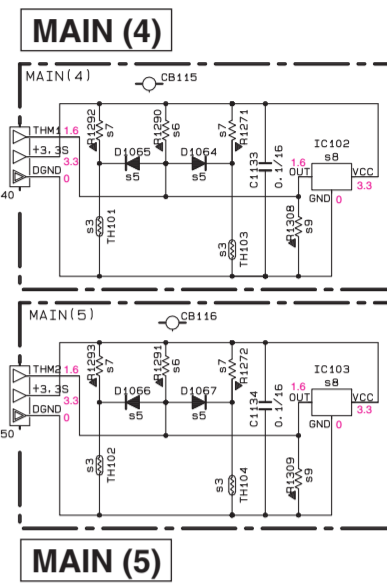 MAIN (4)
MAIN(4)
CB115
THM1 1.6
+3.3S
3.3
DGND
0
40
R1292
s7
R1290
s6
R1271
s7
D1065
s5
D1064
s5
s3
TH101
s3
TH103
C1133
0.1/16
IC102
s8
1.6
OUT
VCC
3.3
GND 0
R1308
s9
MAIN(5)
CB116
THM2 1.6
+3.3S
3.3
DGND
0
50
R1293
s7
R1291
s6
R1272
s7
D1066
s5
D1067
s5
s3
TH102
s3
TH104
C1134
0.1/16
IC103
s8
1.6
OUT
VCC
3.3
GND 0
R1309
s9
MAIN (5)